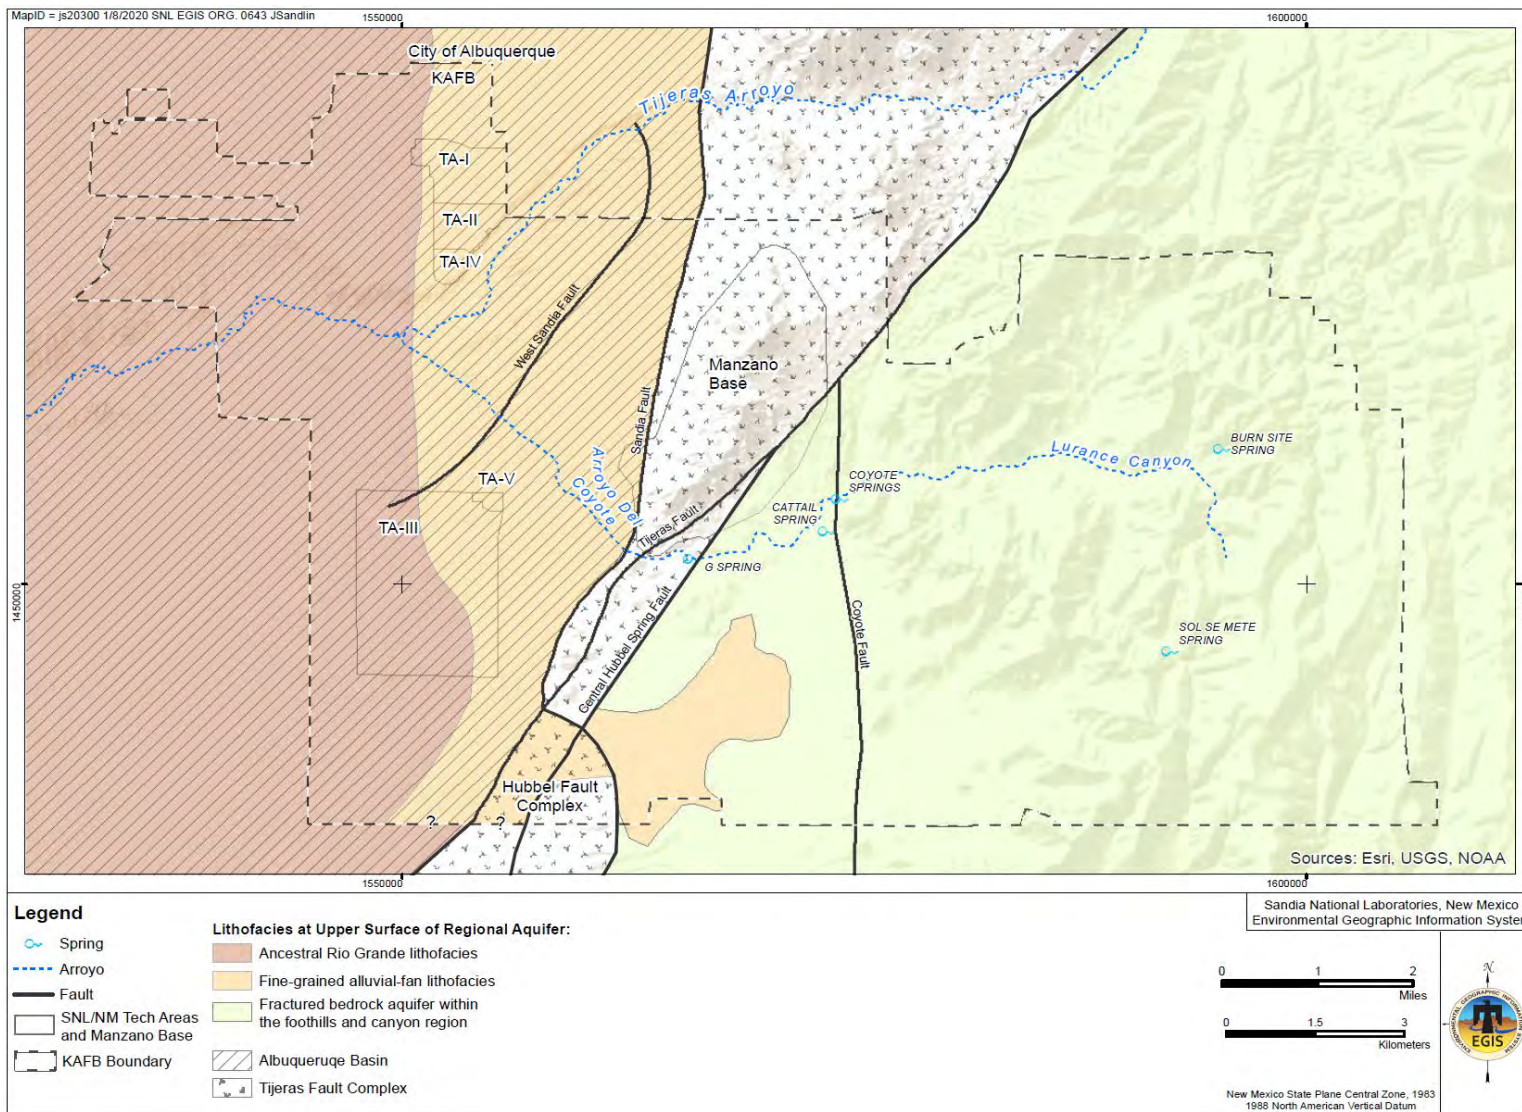 MapID = js20300 1/8/2020 SNL EGIS ORG. 0643 JSandlin
1550000
1600000
City of Albuquerque
KAFB
Tijeras Arroyo
TA-I
TA-II
TA-IV
West Sandia Fault
Manzano
Base
Sandia Fault
BURN SITE
SPRING
Lurance Canyon
TA-V
COYOTE
SPRINGS
Arroyo Del
Coyote
CATTAIL
SPRING
TA-III
Tijeras Fault
G SPRING
1450000
Central Hubbel Spring Fault
Coyote Fault
SOL SE METE
SPRING
Hubbel Fault
Complex
?
?
Sources: Esri, USGS, NOAA
1550000
1600000
Legend
Spring
Arroyo
Fault
SNL/NM Tech Areas
and Manzano Base
KAFB Boundary
Lithofacies at Upper Surface of Regional Aquifer:
Ancestral Rio Grande lithofacies
Fine-grained alluvial-fan lithofacies
Fractured bedrock aquifer within
the foothills and canyon region
Albuqueruqe Basin
Tijeras Fault Complex
Sandia National Laboratories, New Mexico
Environmental Geographic Information System
0 1 2
Miles
0 1.5 3
Kilometers
N
ENVIRONMENTAL GEOGRAPHIC INFORMATION SYSTEM
EGIS
New Mexico State Plane Central Zone, 1983
1988 North American Vertical Datum